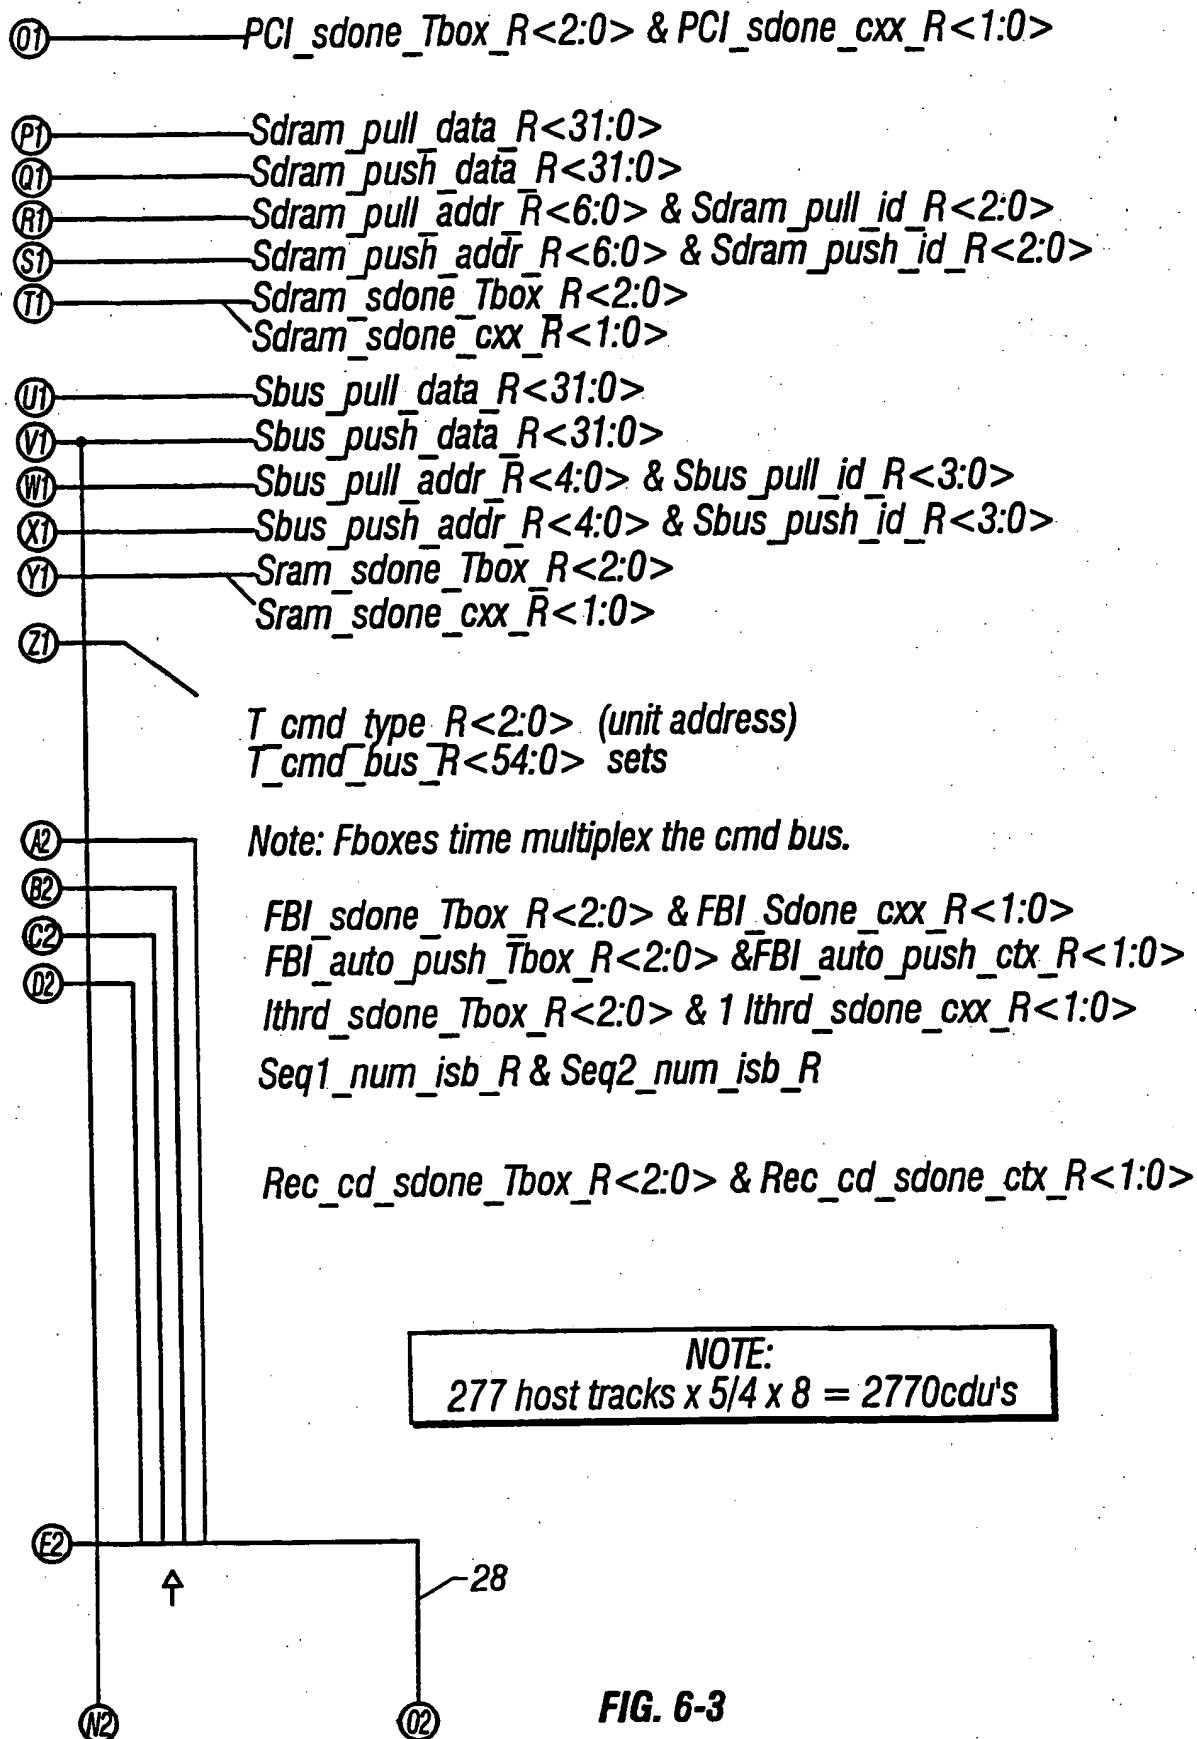 O1 PCI_sdone_Tbox_R<2:0> & PCI_sdone_cxx_R<1:0>
P1 Sdram_pull_data_R<31:0>
Q1 Sdram_push_data_R<31:0>
R1 Sdram_pull_addr_R<6:0> & Sdram_pull_id_R<2:0>
S1 Sdram_push_addr_R<6:0> & Sdram_push_id_R<2:0>
T1 Sdram_sdone_Tbox_R<2:0>
Sdram_sdone_cxx_R<1:0>
U1 Sbus_pull_data_R<31:0>
V1 Sbus_push_data_R<31:0>
W1 Sbus_pull_addr_R<4:0> & Sbus_pull_id_R<3:0>
X1 Sbus_push_addr_R<4:0> & Sbus_push_id_R<3:0>
Y1 Sram_sdone_Tbox_R<2:0>
Sram_sdone_cxx_R<1:0>
Z1
T_cmd_type_R<2:0> (unit address)
T_cmd_bus_R<54:0> sets
A2 Note: Fboxes time multiplex the cmd bus.
B2 FBI_sdone_Tbox_R<2:0> & FBI_Sdone_cxx_R<1:0>
C2 FBI_auto_push_Tbox_R<2:0> &FBI_auto_push_ctx_R<1:0>
D2 Ithrd_sdone_Tbox_R<2:0> & 1 Ithrd_sdone_cxx_R<1:0>
Seq1_num_isb_R & Seq2_num_isb_R
Rec_cd_sdone_Tbox_R<2:0> & Rec_cd_sdone_ctx_R<1:0>
NOTE:
277 host tracks x 5/4 x 8 = 2770cdu's
E2
28
N2 O2
FIG. 6-3